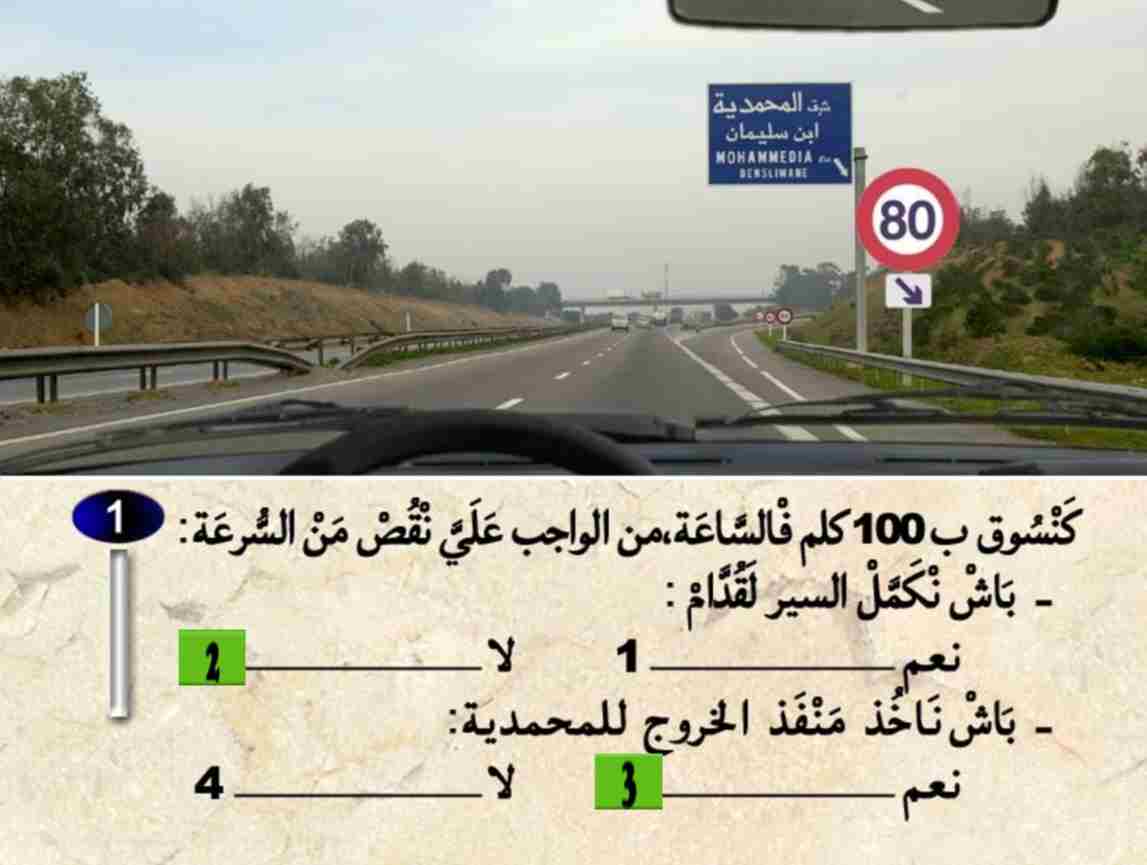 شرق المحمدية
ابن سليمان
MOHAMMEDIA Est
BENSLIMANE
80
1
كَنْسُوق ب 100 كلم فْالسَّاعَة،من الواجب عَلَيَّ نْقُصْ مَنْ السُّرعَة:
- بَاشْ نْكَمَّلْ السير لَقُدَّامْ :
نعم 1 لا 2
- بَاشْ نَاخُذ مَنْفَذ الخروج للمحمدية:
نعم 3 لا 4